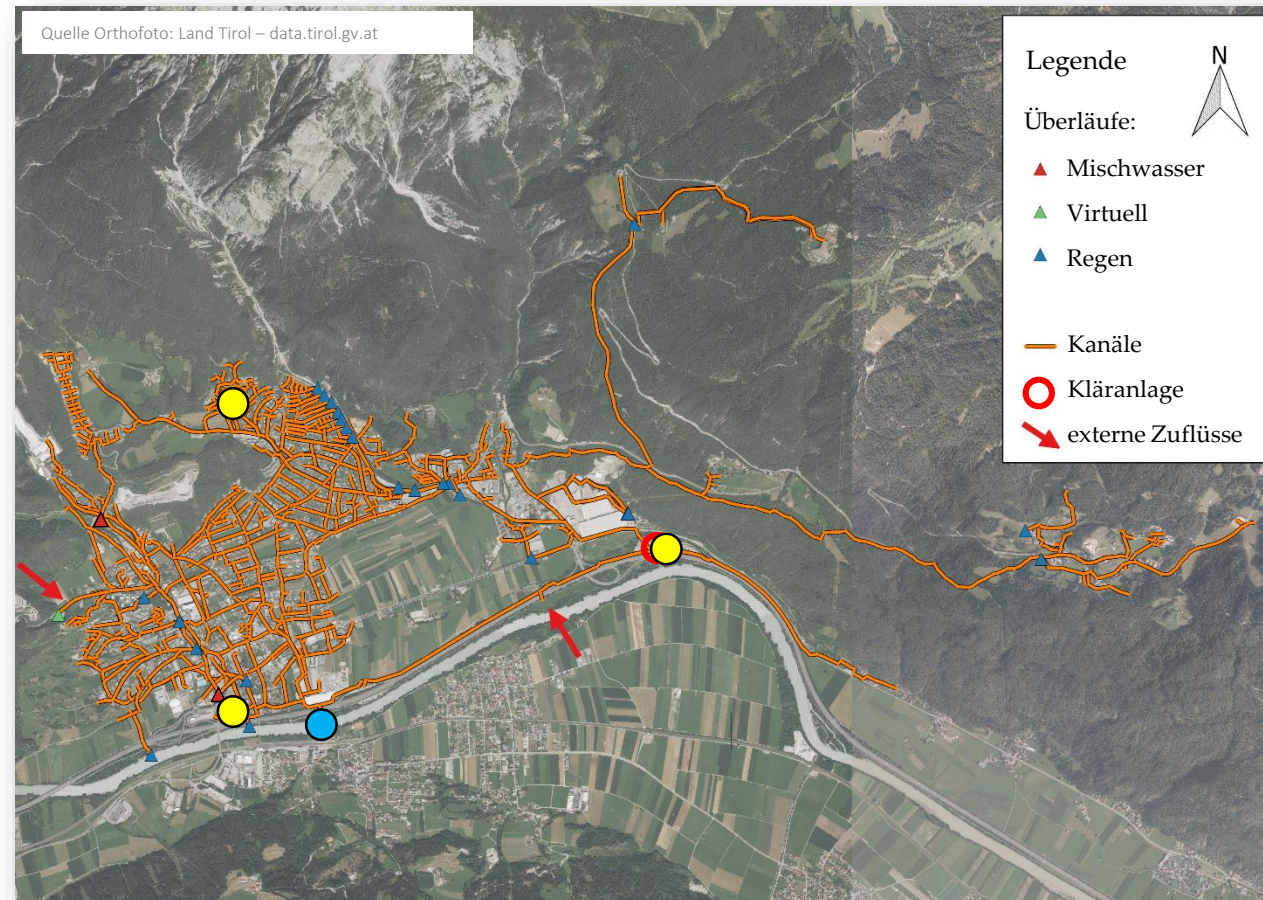 Quelle Orthofoto: Land Tirol – data.tirol.gv.at
Legende
N
Überläufe:
Mischwasser
Virtuell
Regen
Kanäle
Kläranlage
externe Zuflüsse